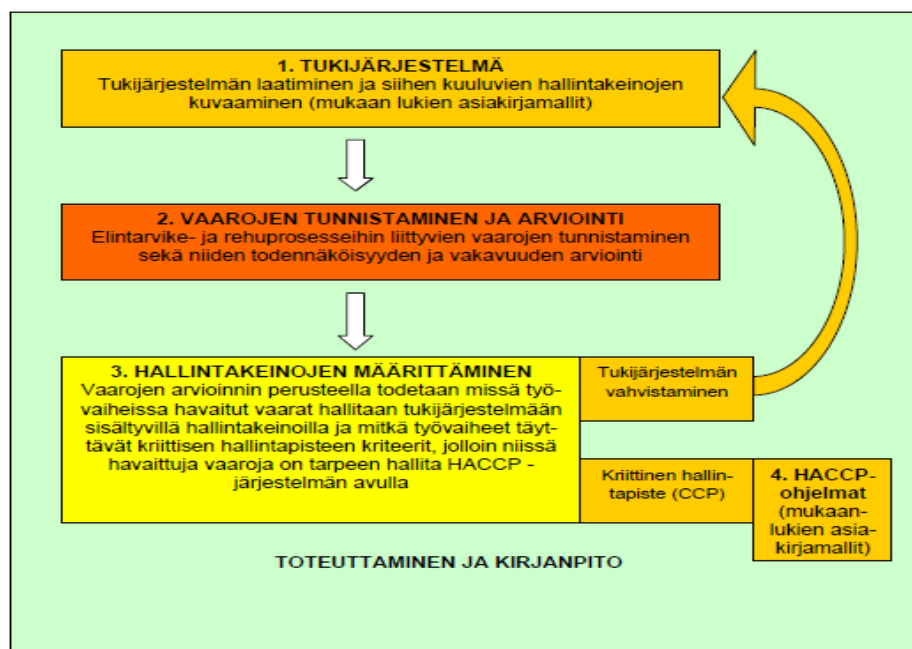 1. TUKIJÄRJESTELMÄ
Tukijärjestelmän laatiminen ja siihen kuuluvien hallintakeinojen
kuvaaminen (mukaan lukien asiakirjamallit)
2. VAAROJEN TUNNISTAMINEN JA ARVIOINTI
Elintarvike- ja rehuprosesseihin liittyvien vaarojen tunnistaminen
sekä niiden todennäköisyyden ja vakavuuden arviointi
3. HALLINTAKEINOJEN MÄÄRITTÄMINEN
Vaarojen arvioinnin perusteella todetaan missä työ-
vaiheissa havaitut vaarat hallitaan tukijärjestelmään
sisältyvillä hallintakeinoilla ja mitkä työvaiheet täyt-
tävät kriittisen hallintapisteen kriteerit, jolloin niissä
havaittuja vaaroja on tarpeen hallita HACCP -
järjestelmän avulla
Tukijärjestelmän
vahvistaminen
Kriittinen hallin-
tapiste (CCP)
4. HACCP-
ohjelmat
(mukaan-
lukien asia-
kirjamallit)
TOTEUTTAMINEN JA KIRJANPITO